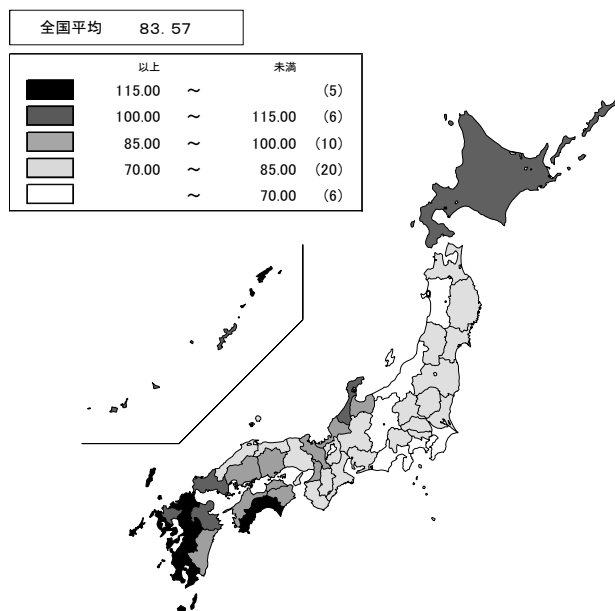 全国平均 83.57
以上 未満
115.00 ～ (5)
100.00 ～ 115.00 (6)
85.00 ～ 100.00 (10)
70.00 ～ 85.00 (20)
～ 70.00 (6)